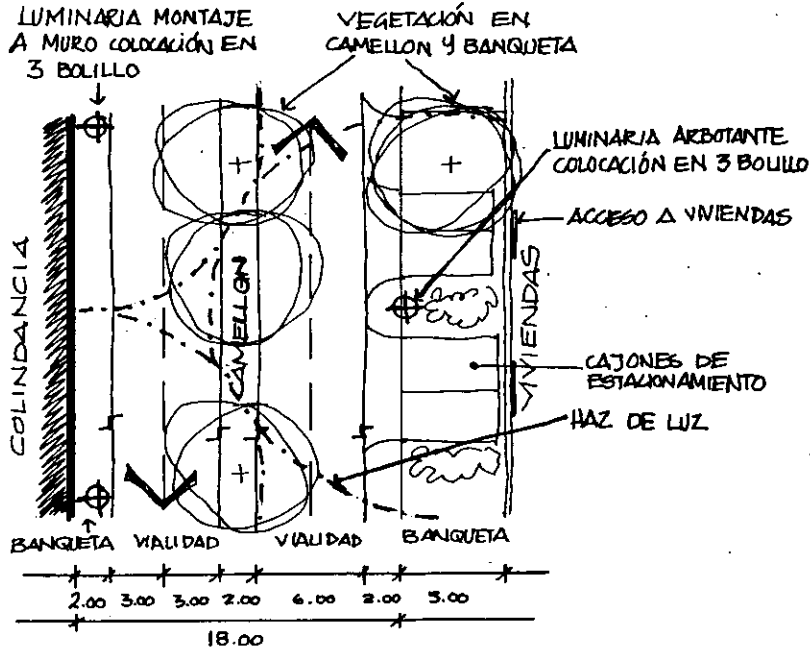 LUMINARIA MONTAJE
A MURO COLOCACIÓN EN
3 BOLILLO
VEGETACIÓN EN
CAMELLON Y BANQUETA
LUMINARIA ARBOTANTE
COLOCACIÓN EN 3 BOLILLO
ACCESO A VIVIENDAS
COLINDANCIA
CAMELLON
VIVIENDAS
CAJONES DE
ESTACIONAMIENTO
HAZ DE LUZ
BANQUETA VIALIDAD VIALIDAD BANQUETA
2.00 3.00 3.00 2.00 6.00 2.00 5.00
18.00